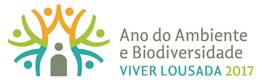 Ano do Ambiente
e Biodiversidade
VIVER LOUSADA 2017